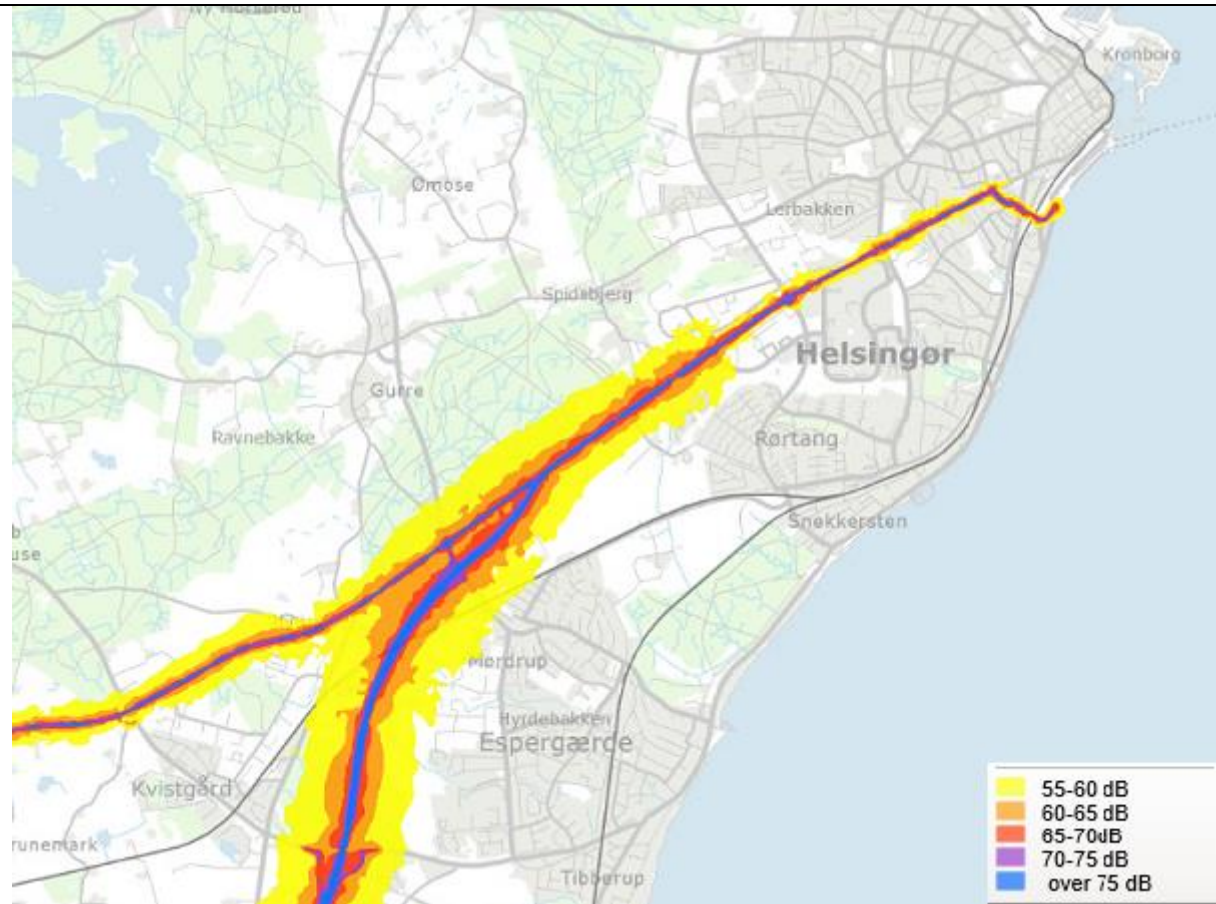 Kronborg
Ømose
Lerbakken
Spidsbjerg
Helsingør
Gurre
Ravnebakke
Rørtang
Snekkersten
Mørdrup
Hyrdebakken
Espergærde
Kvistgård
Tibberup
55-60 dB
60-65 dB
65-70dB
70-75 dB
over 75 dB